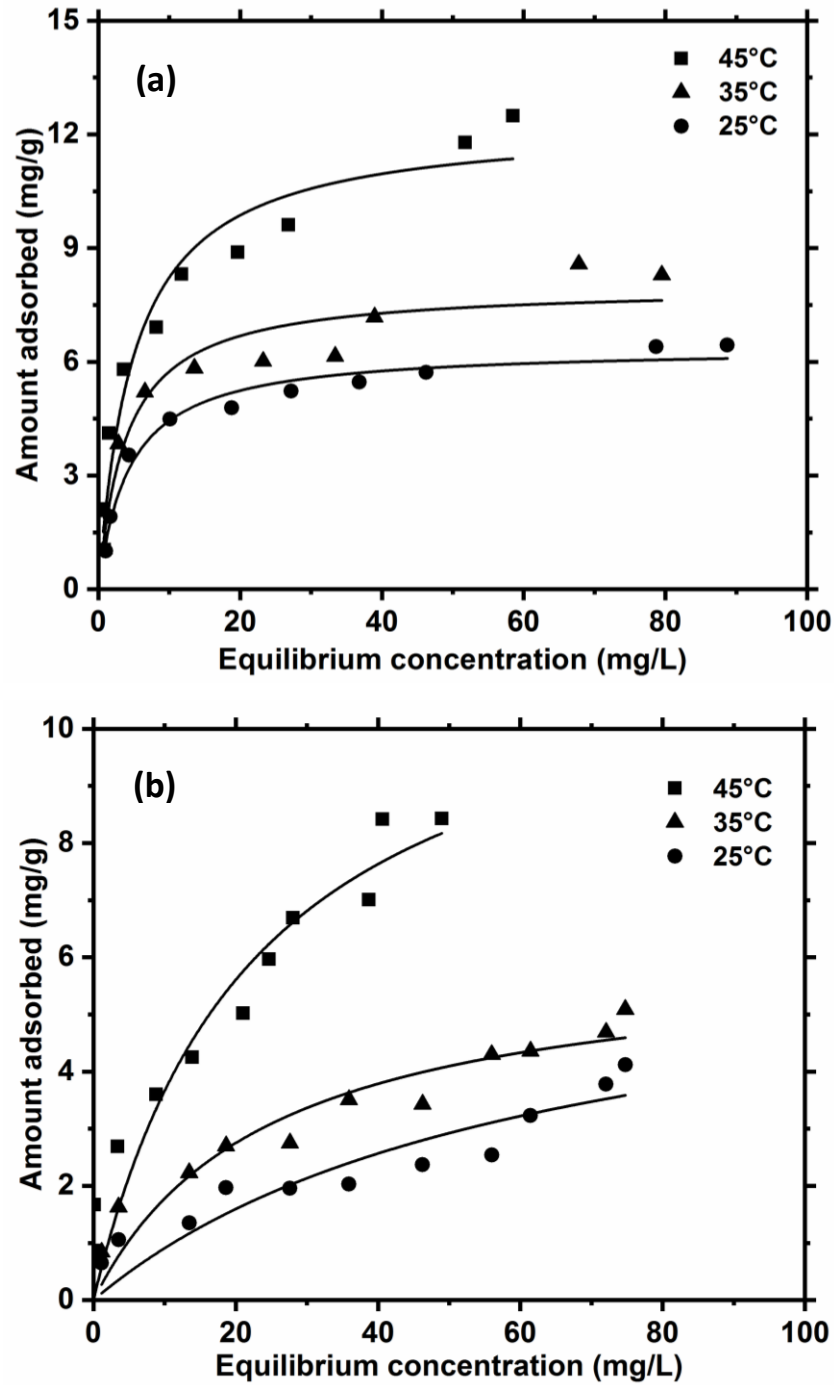 15
(a)
45°C
35°C
25°C
12
9
6
3
0
Amount adsorbed (mg/g)
0 20 40 60 80 100
Equilibrium concentration (mg/L)
10
(b)
45°C
35°C
25°C
8
6
4
2
0
Amount adsorbed (mg/g)
0 20 40 60 80 100
Equilibrium concentration (mg/L)